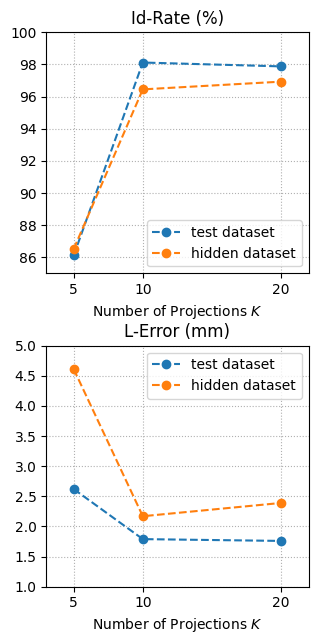 Id-Rate (%)
100
98
96
94
92
90
88
86
test dataset
hidden dataset
5 10 20
Number of Projections K
L-Error (mm)
5.0
4.5
4.0
3.5
3.0
2.5
2.0
1.5
1.0
test dataset
hidden dataset
5 10 20
Number of Projections K